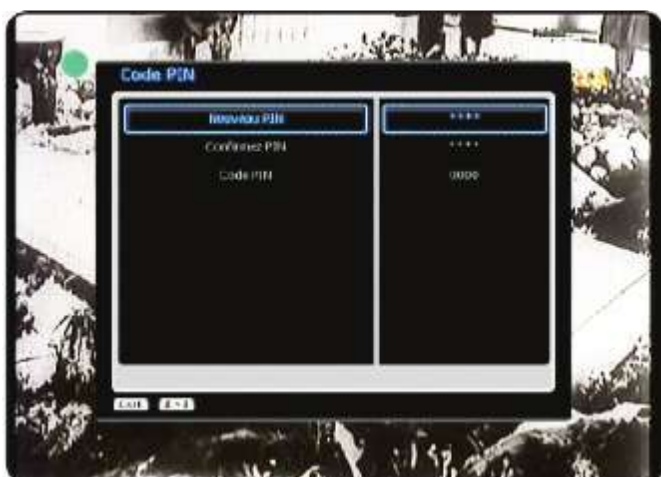 Code PIN
Nouveau PIN ****
Confirmez PIN ****
Code PIN 0000
Exit